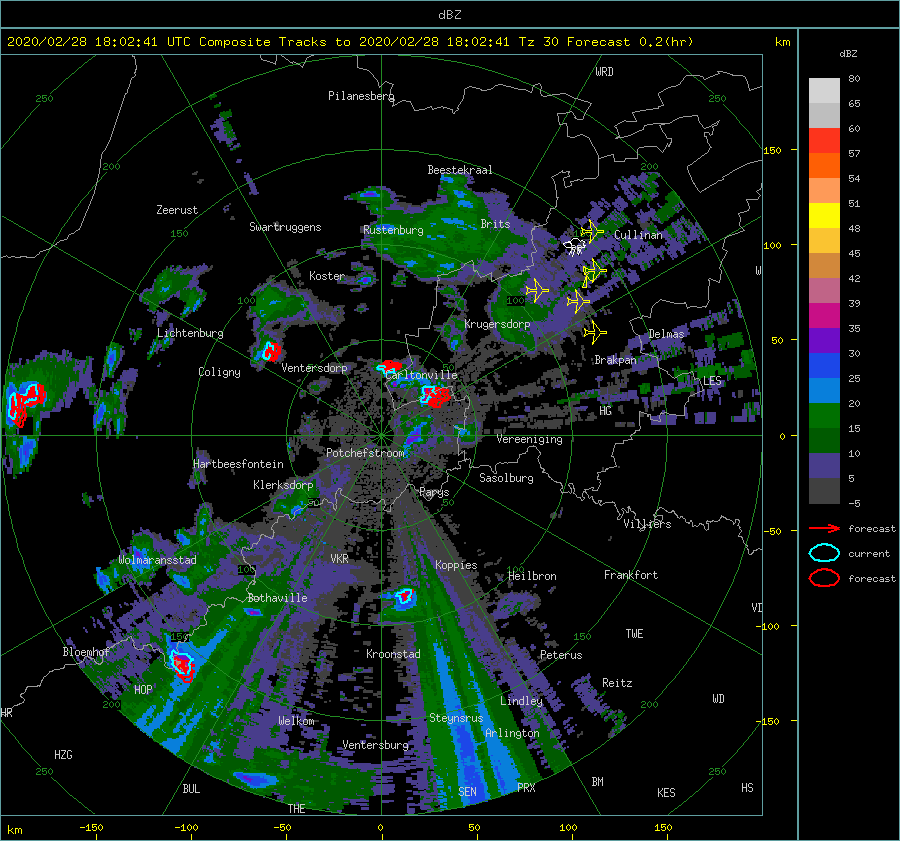 dBZ
2020/02/28 18:02:41 UTC Composite Tracks to 2020/02/28 18:02:41 Tz 30 Forecast 0.2(hr)
km
dBZ
WRD
80
250
Pilanesberg
250
65
60
150
57
200
Beestekraal
200
54
Zeerust
51
Swartruggens
Rustenburg
Brits
150
Cullinan
48
100
45
Koster
W
42
100
100
39
Krugersdorp
35
Lichtenburg
Delmas
50
30
Coligny
Ventersdorp
Carltonville
Brakpan
LES
25
20
HG
15
Vereeniging
0
10
Potchefstroom
Hartbeesfontein
Sasolburg
5
Klerksdorp
Parys
-5
50
50
Villiers
forecast
-50
current
Wolmaransstad
VKR
Koppies
100
100
Heilbron
Frankfort
forecast
Bothaville
VI
-100
150
150
TWE
Bloemhof
Kroonstad
Peterus
HOP
Reitz
200
Lindley
200
WD
HR
Welkom
Steynsrus
-150
Arlington
Ventersburg
HZG
250
250
BUL
SEN
PRX
BM
KES
HS
THE
km
-150
-100
-50
0
50
100
150